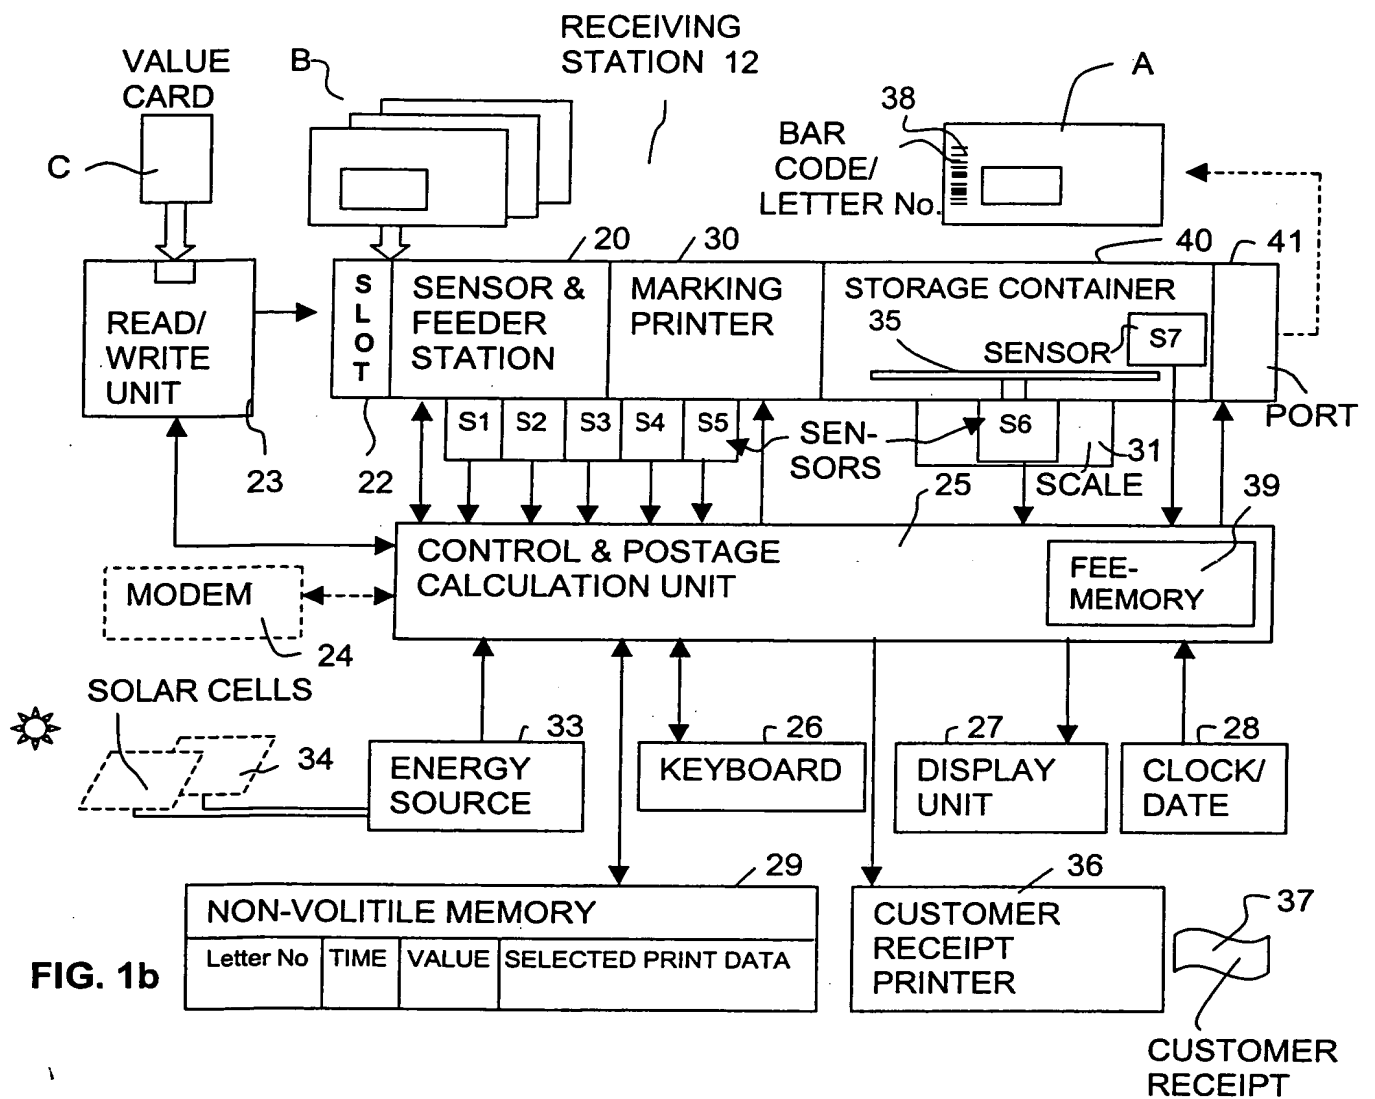 RECEIVING
STATION 12
VALUE
CARD
B
A
38
BAR
CODE/
LETTER No.
C
20
30
40
41
READ/
WRITE
UNIT
SLOT
SENSOR &
FEEDER
STATION
MARKING
PRINTER
STORAGE CONTAINER
35
SENSOR
S7
PORT
S1
S2
S3
S4
S5
SEN-
SORS
S6
31
SCALE
23
22
25
39
CONTROL & POSTAGE
CALCULATION UNIT
FEE-
MEMORY
MODEM
24
SOLAR CELLS
34
33
ENERGY
SOURCE
26
KEYBOARD
27
DISPLAY
UNIT
28
CLOCK/
DATE
29
NON-VOLITILE MEMORY
Letter No TIME VALUE SELECTED PRINT DATA
36
CUSTOMER
RECEIPT
PRINTER
37
CUSTOMER
RECEIPT
FIG. 1b